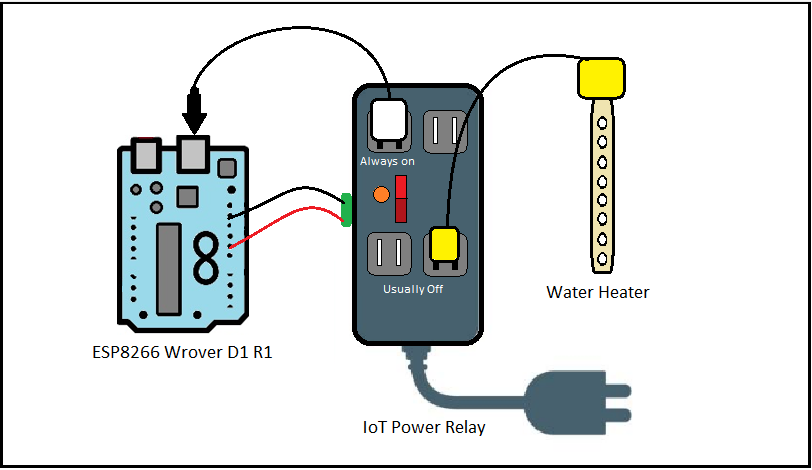 Always on
Usually Off
Water Heater
ESP8266 Wrover D1 R1
IoT Power Relay